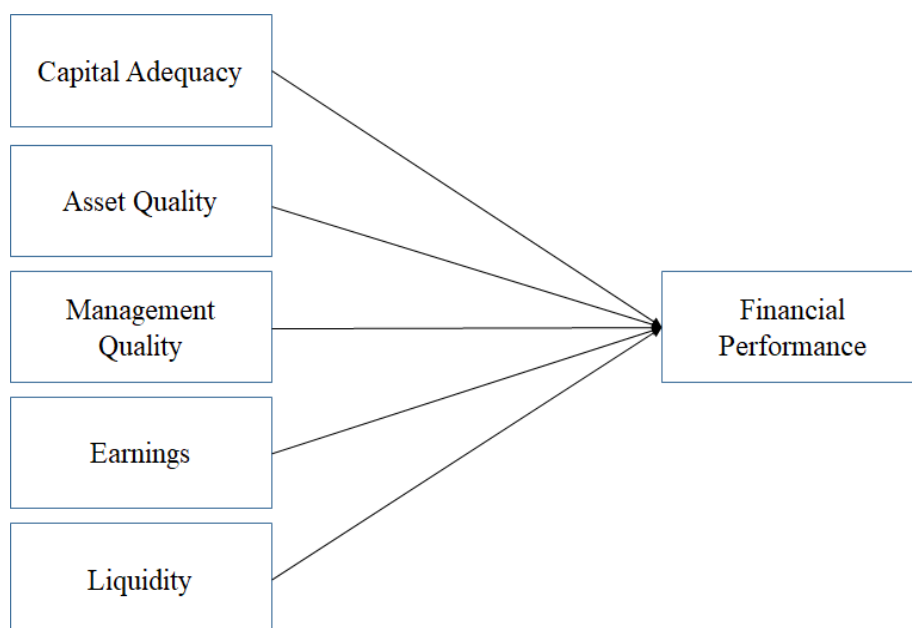 Capital Adequacy
Asset Quality
Management
Quality
Earnings
Liquidity
Financial
Performance